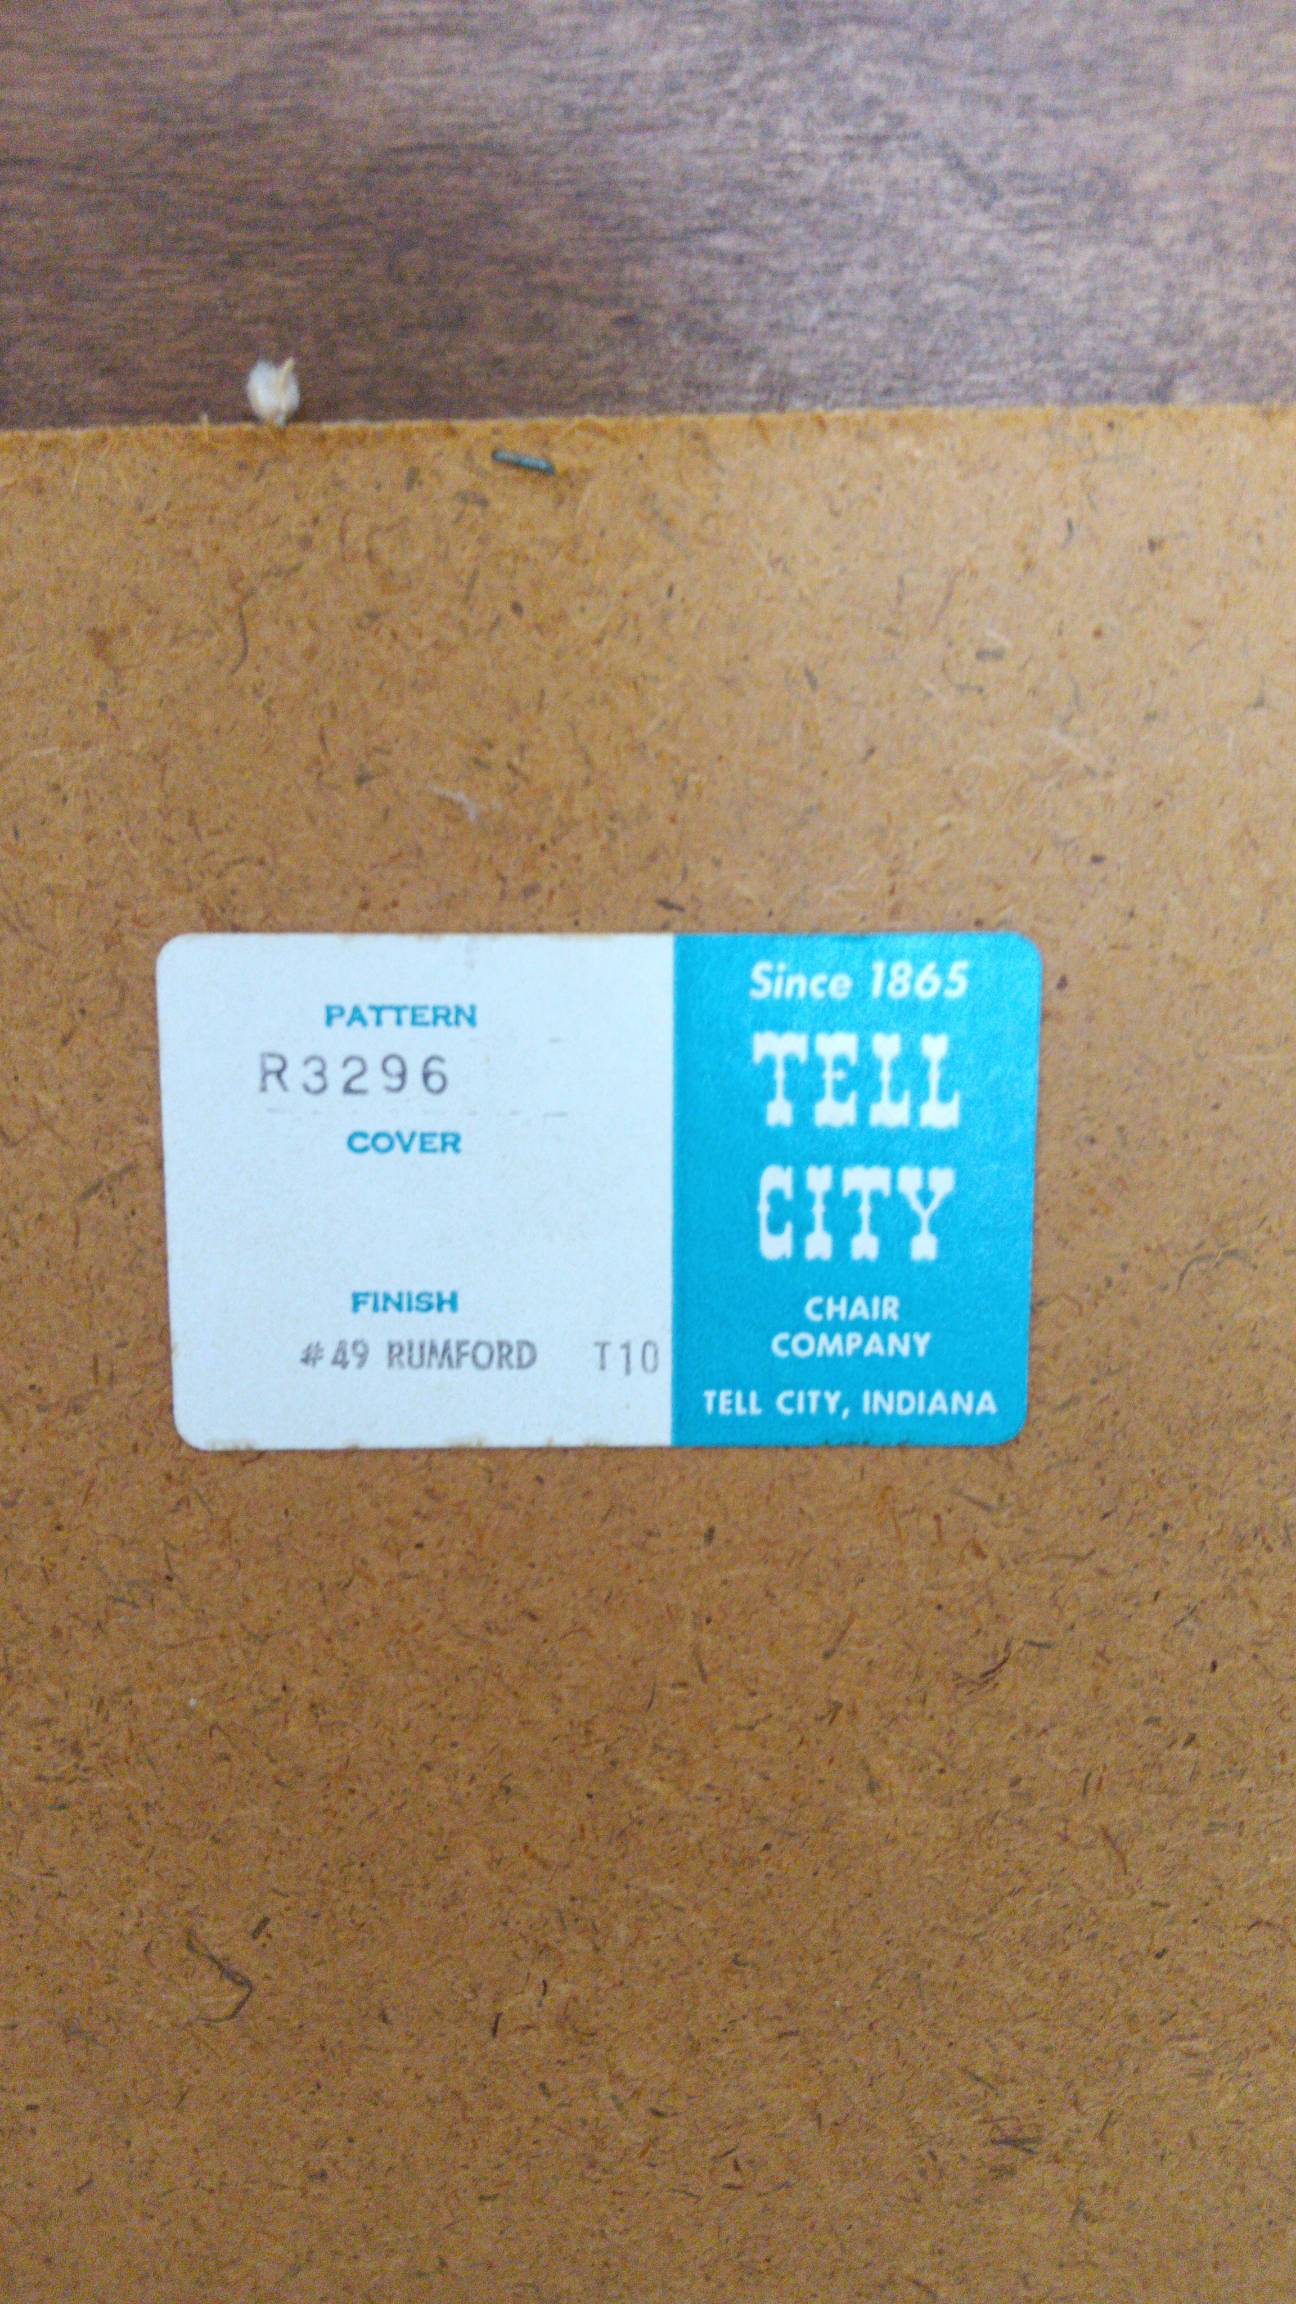 PATTERN
R3296
COVER
FINISH
#49 RUMFORD T10
Since 1865
TELL
CITY
CHAIR
COMPANY
TELL CITY, INDIANA